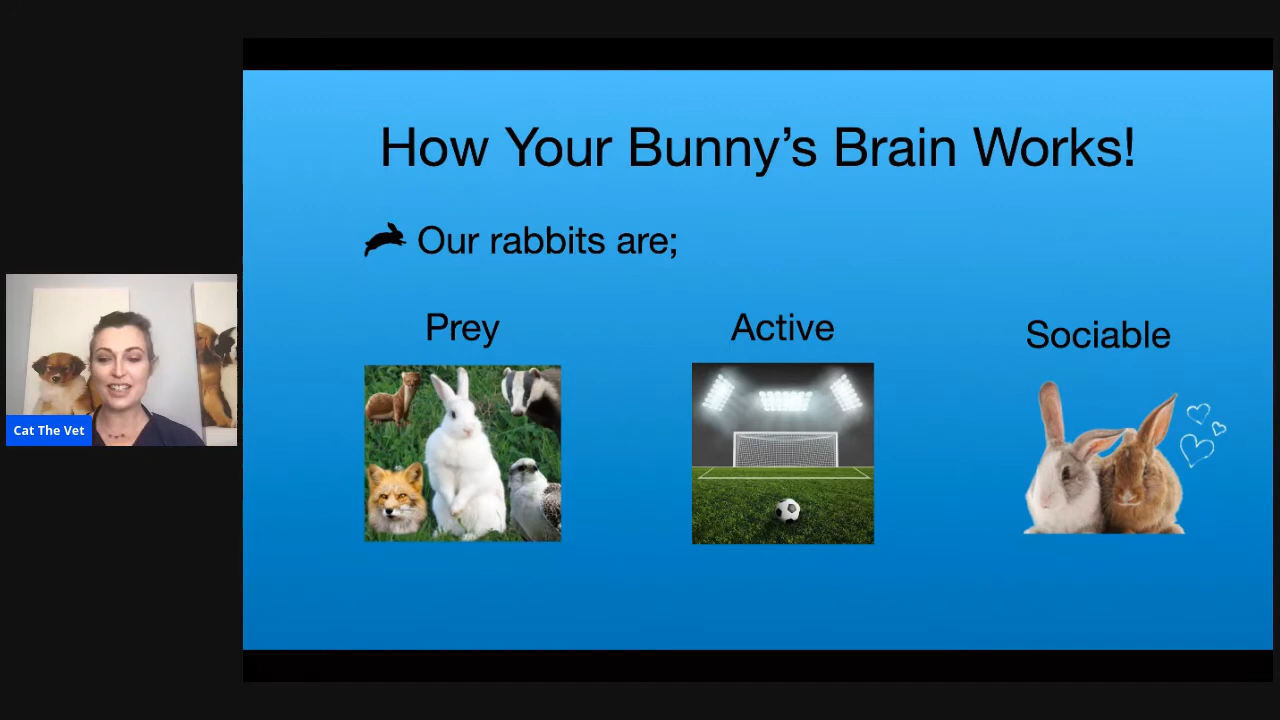 How Your Bunny's Brain Works!
Our rabbits are;
Prey
Active
Sociable
Cat The Vet